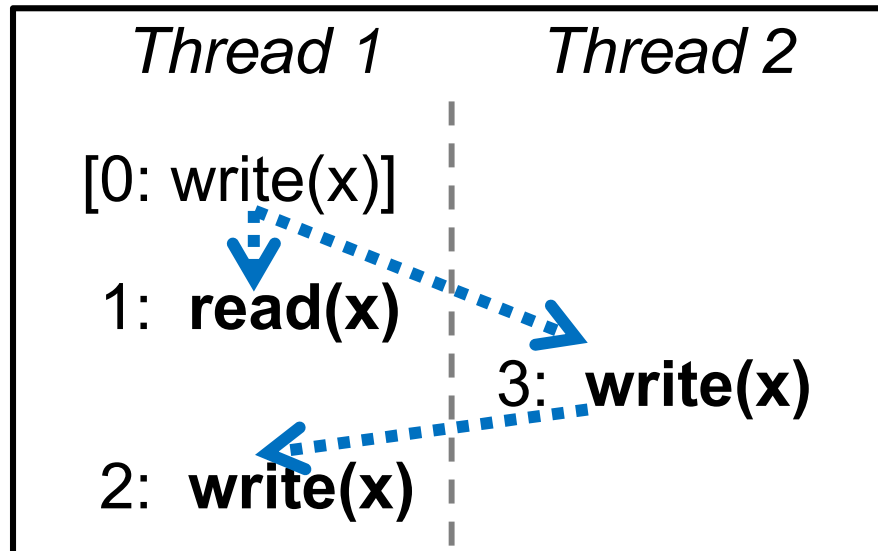 Thread 1 Thread 2
[0: write(x)]
1: read(x)
3: write(x)
2: write(x)